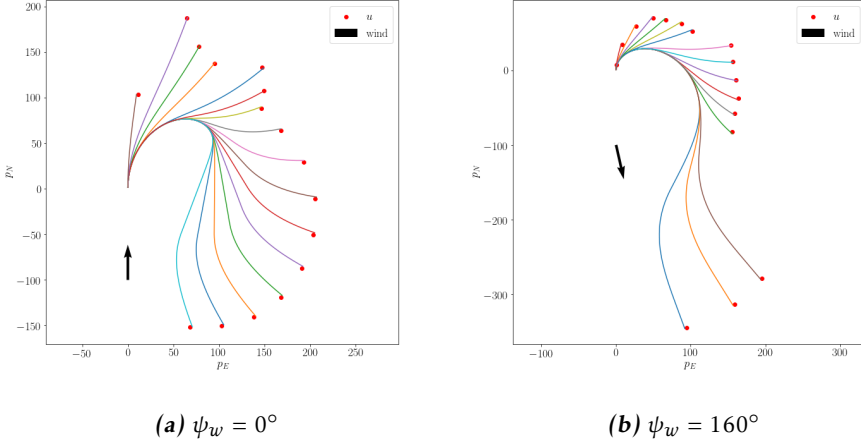 200
150
100
50
0
−50
−100
−150
−50 0 50 100 150 200 250
p_N
p_E
u
wind
(a) ψ_w = 0°
0
−100
−200
−300
−100 0 100 200 300
p_N
p_E
u
wind
(b) ψ_w = 160°